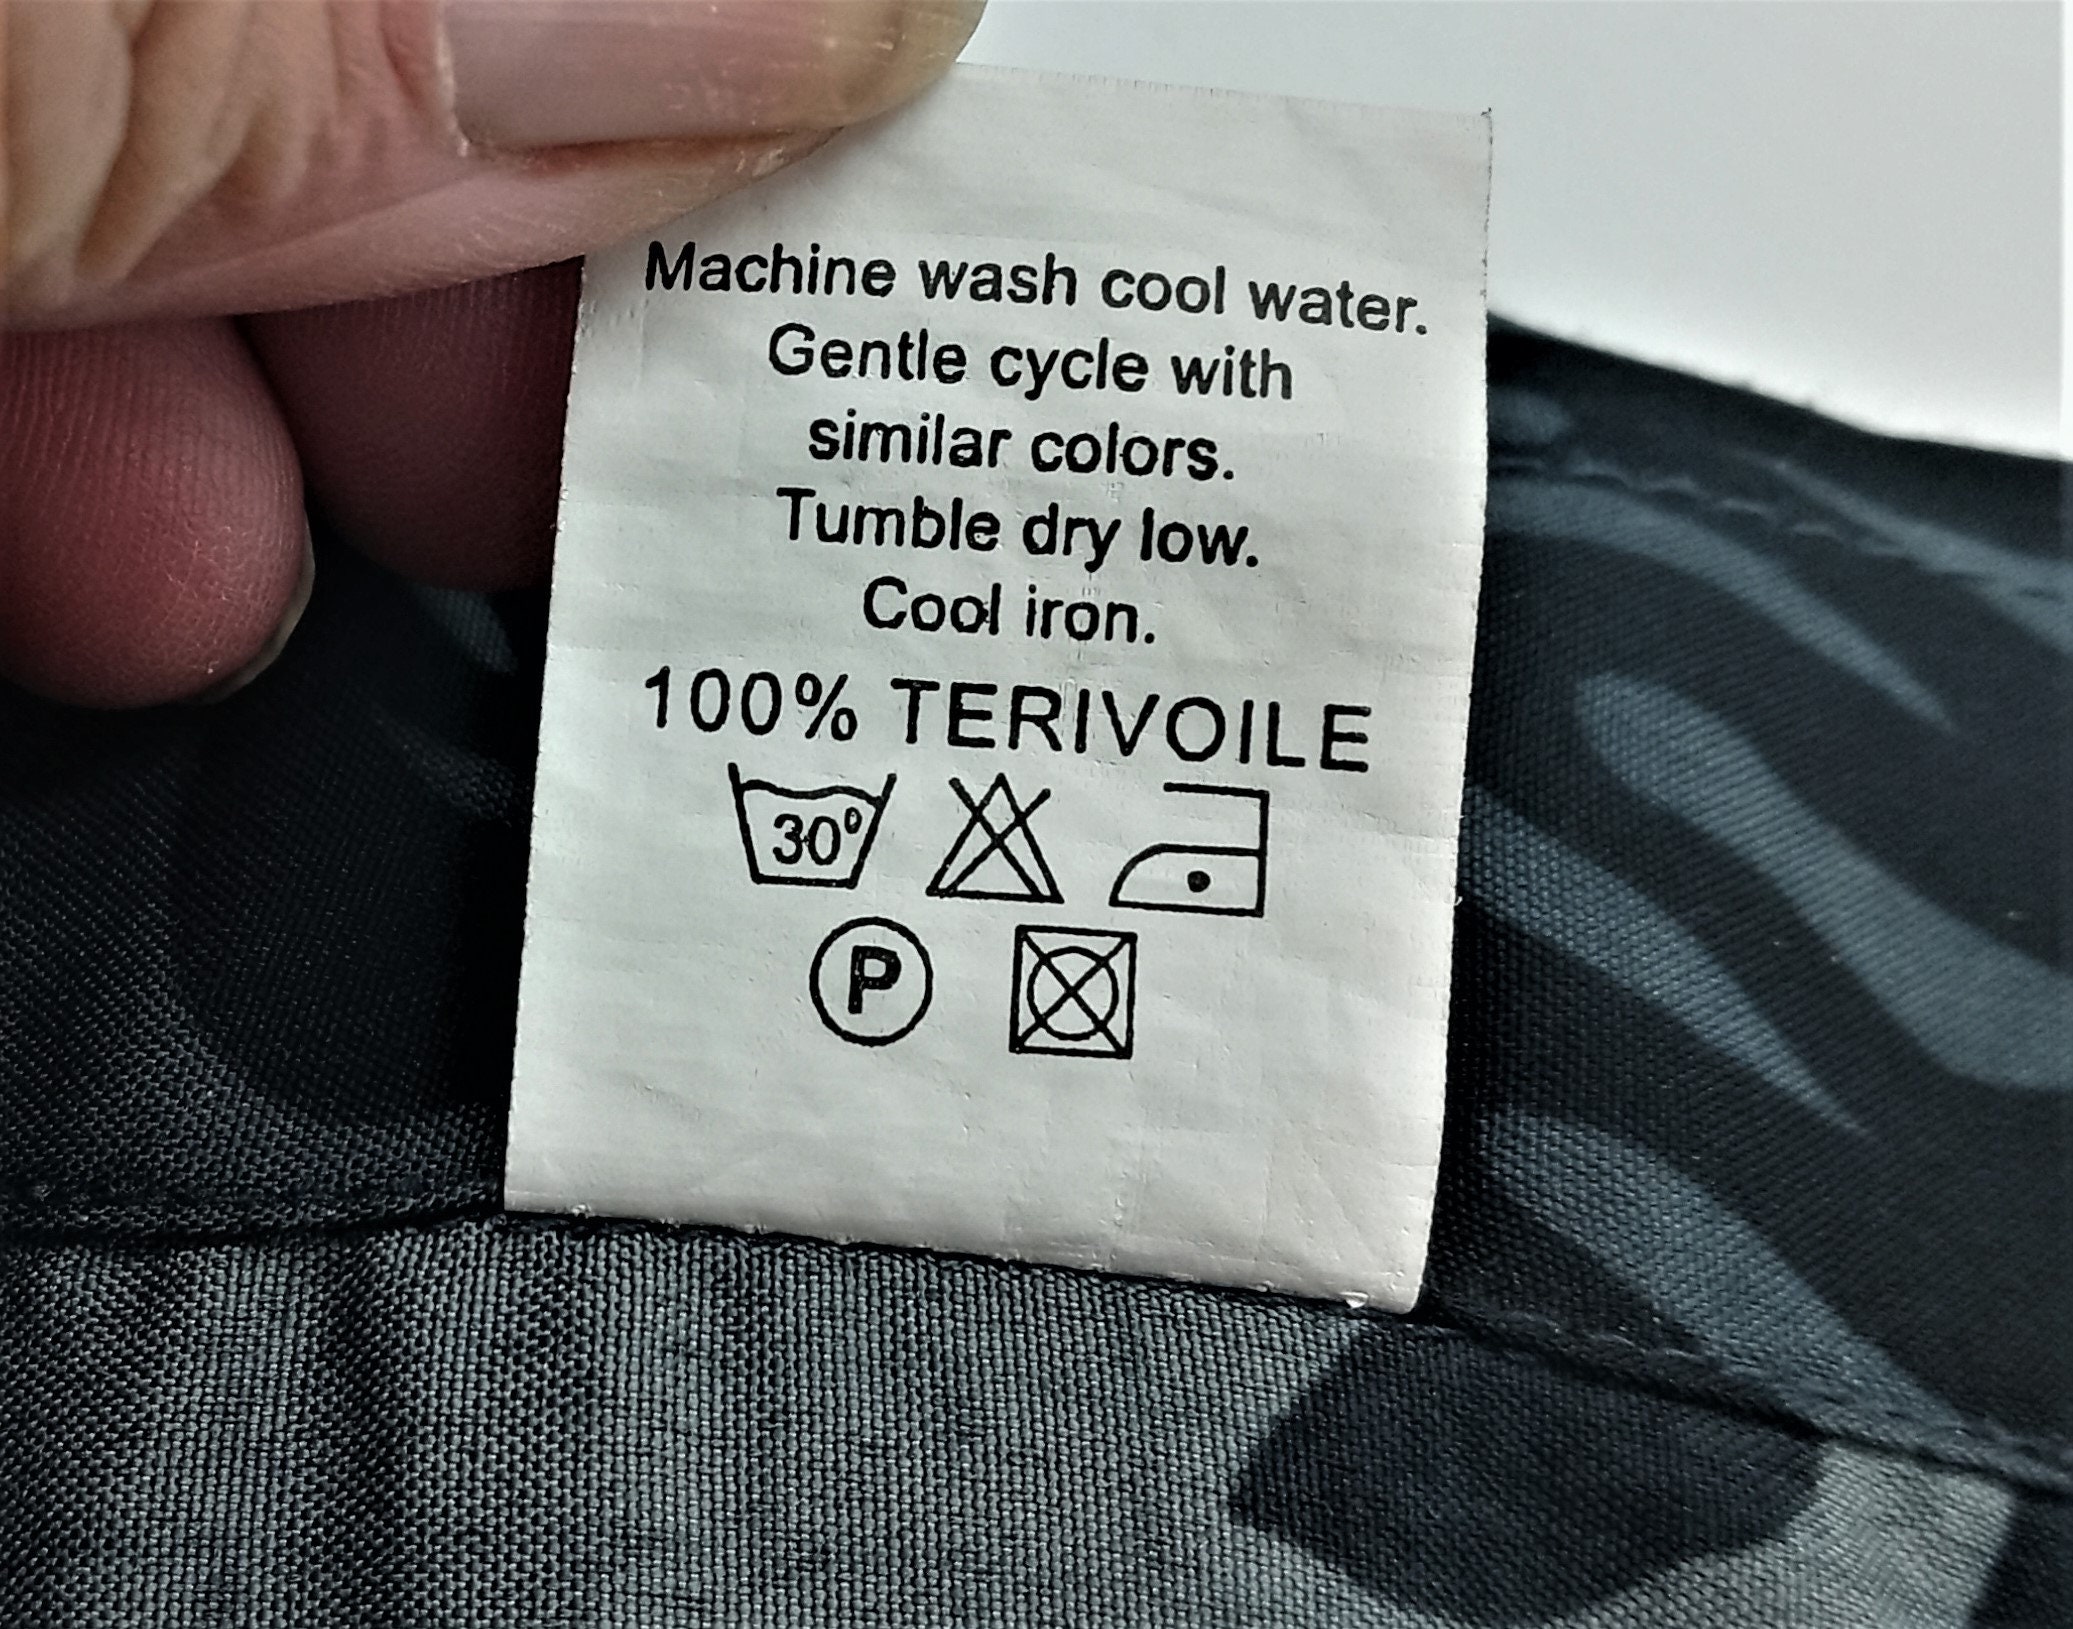 Machine wash cool water.
Gentle cycle with
similar colors.
Tumble dry low.
Cool iron.
100% TERIVOILE
30°
P